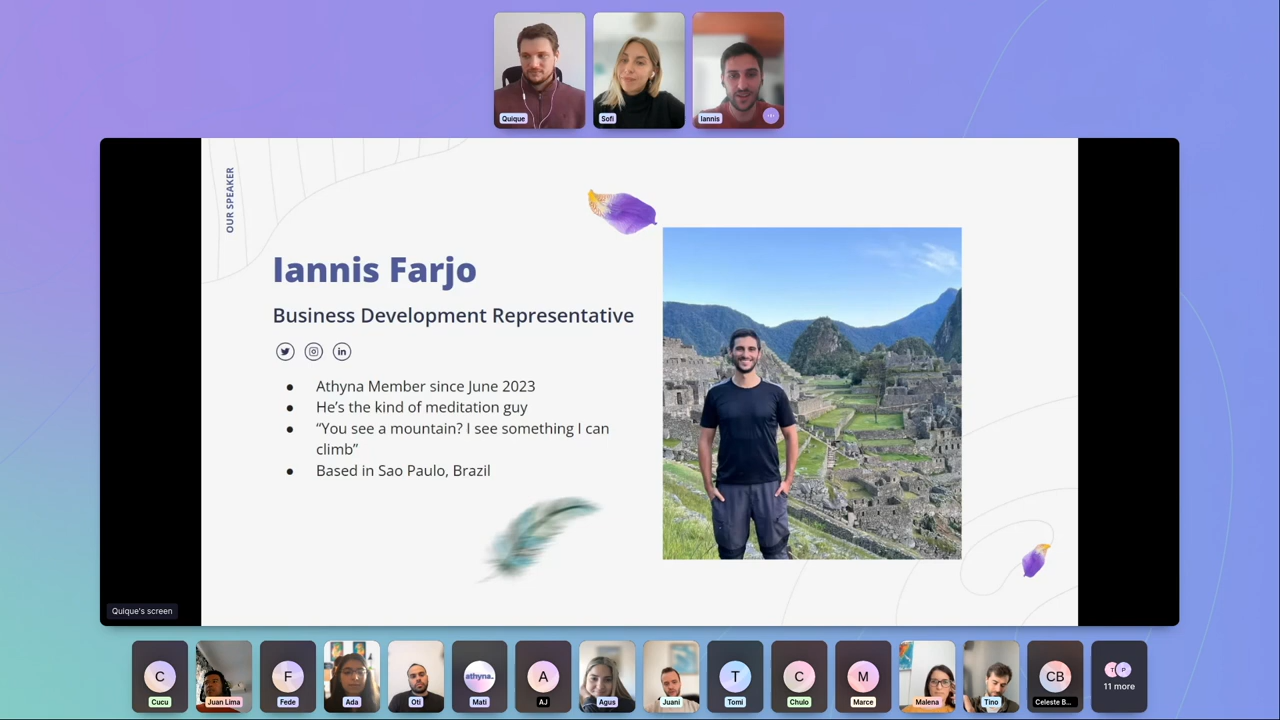 Quique
Sofi
Iannis
OUR SPEAKER
Iannis Farjo
Business Development Representative
in
● Athyna Member since June 2023
● He's the kind of meditation guy
● “You see a mountain? I see something I can
climb”
● Based in Sao Paulo, Brazil
Quique's screen
C
Cucu
Juan Lima
F
Fede
Ada
Oti
athyna.
Mati
A
AJ
Agus
Juani
T
Tomi
C
Chulo
M
Marce
Malena
Tino
CB
Celeste B...
T P
11 more